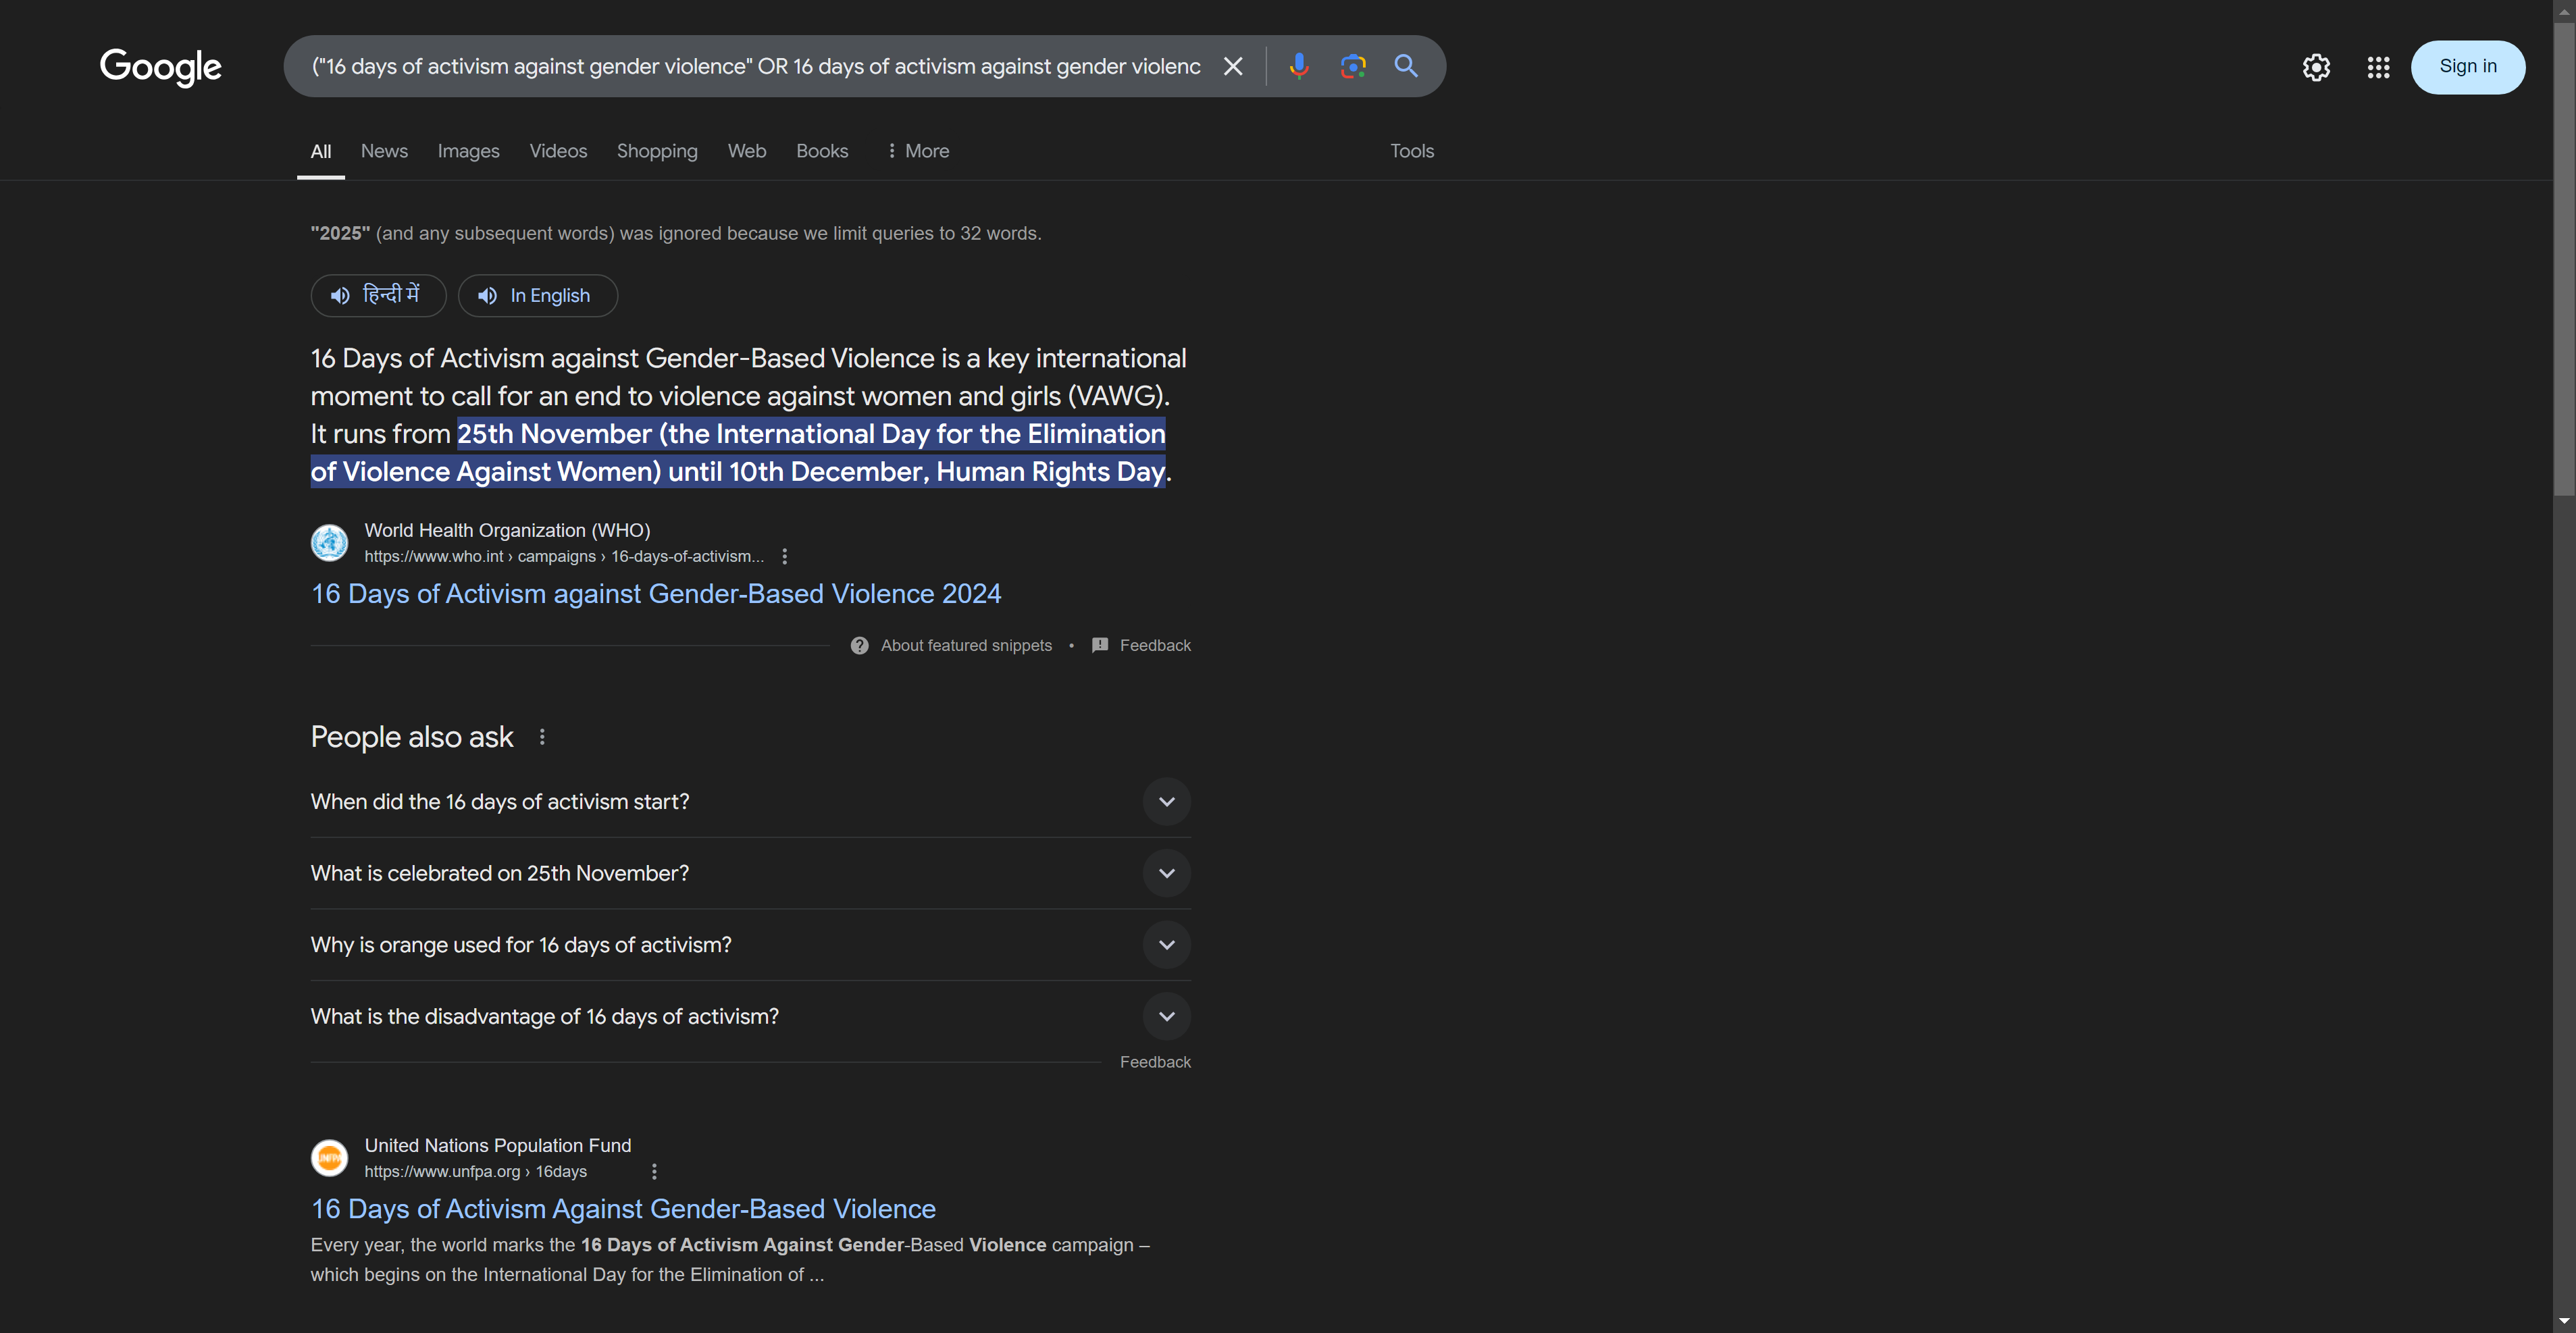 Google
("16 days of activism against gender violence" OR 16 days of activism against gender violenc
Sign in
All News Images Videos Shopping Web Books More Tools
"2025" (and any subsequent words) was ignored because we limit queries to 32 words.
हिन्दी में In English
16 Days of Activism against Gender-Based Violence is a key international
moment to call for an end to violence against women and girls (VAWG).
It runs from 25th November (the International Day for the Elimination
of Violence Against Women) until 10th December, Human Rights Day.
World Health Organization (WHO)
https://www.who.int › campaigns › 16-days-of-activism...
16 Days of Activism against Gender-Based Violence 2024
About featured snippets • Feedback
People also ask
When did the 16 days of activism start?
What is celebrated on 25th November?
Why is orange used for 16 days of activism?
What is the disadvantage of 16 days of activism?
Feedback
UNFPA
United Nations Population Fund
https://www.unfpa.org › 16days
16 Days of Activism Against Gender-Based Violence
Every year, the world marks the 16 Days of Activism Against Gender-Based Violence campaign –
which begins on the International Day for the Elimination of ...